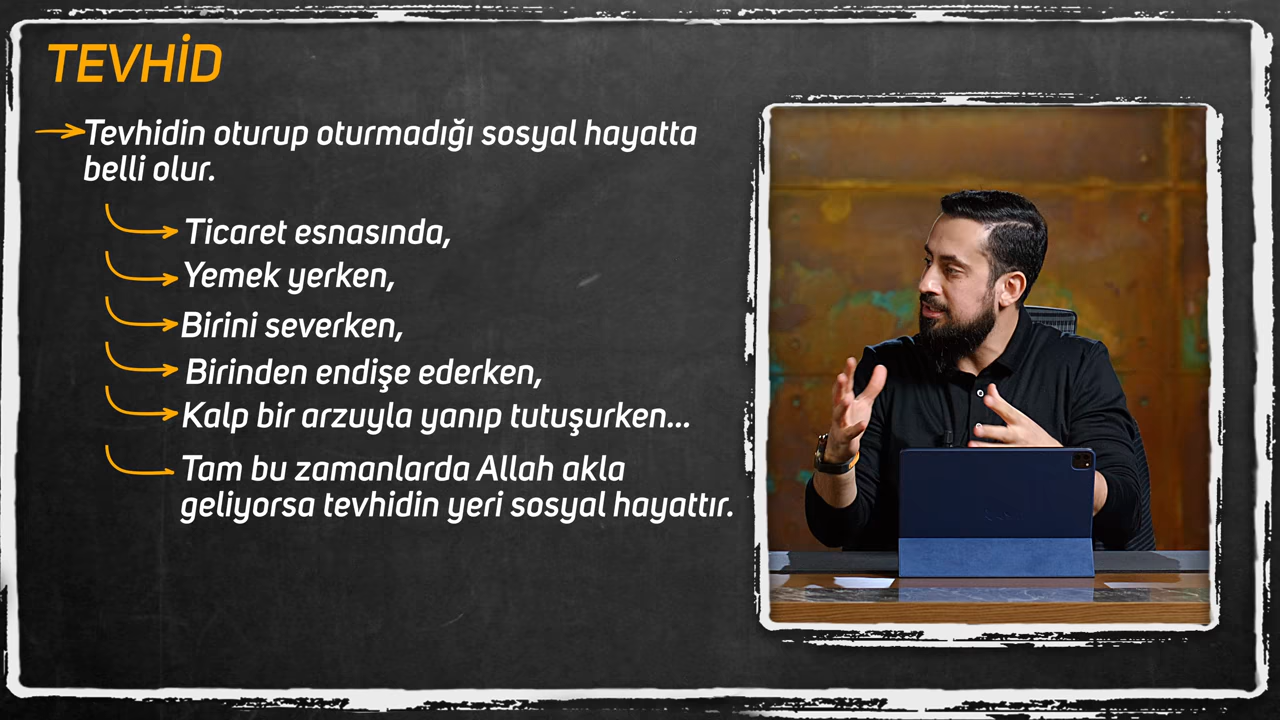 TEVHİD
Tevhidin oturup oturmadığı sosyal hayatta
belli olur.
Ticaret esnasında,
Yemek yerken,
Birini severken,
Birinden endişe ederken,
Kalp bir arzuyla yanıp tutuşurken...
Tam bu zamanlarda Allah akla
geliyorsa tevhidin yeri sosyal hayattır.